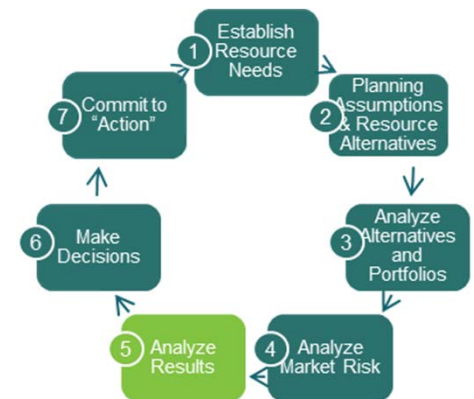 1
Establish
Resource
Needs
2
Planning
Assumptions
& Resource
Alternatives
3
Analyze
Alternatives
and
Portfolios
4
Analyze
Market Risk
5
Analyze
Results
6
Make
Decisions
7
Commit to
“Action”